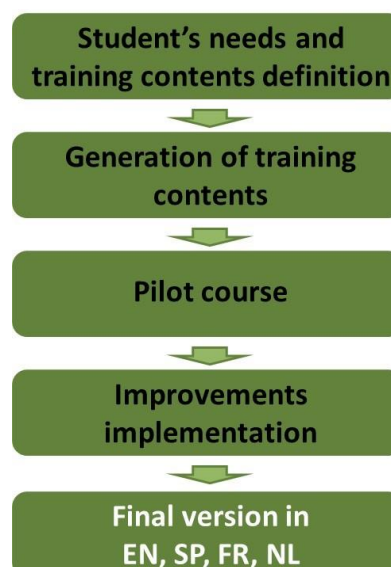 Student’s needs and
training contents definition
Generation of training
contents
Pilot course
Improvements
implementation
Final version in
EN, SP, FR, NL